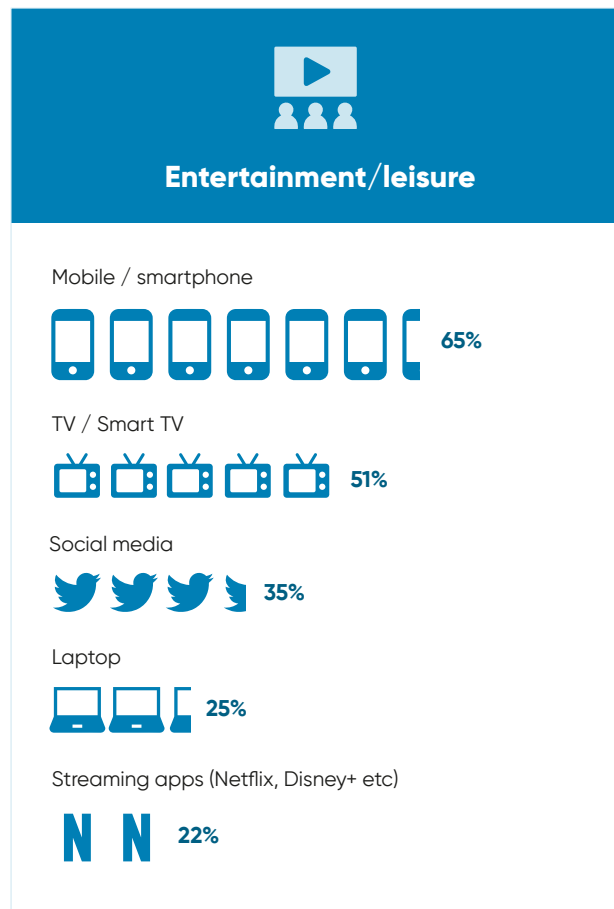 Entertainment/leisure
Mobile / smartphone
65%
TV / Smart TV
51%
Social media
35%
Laptop
25%
Streaming apps (Netflix, Disney+ etc)
N N
22%